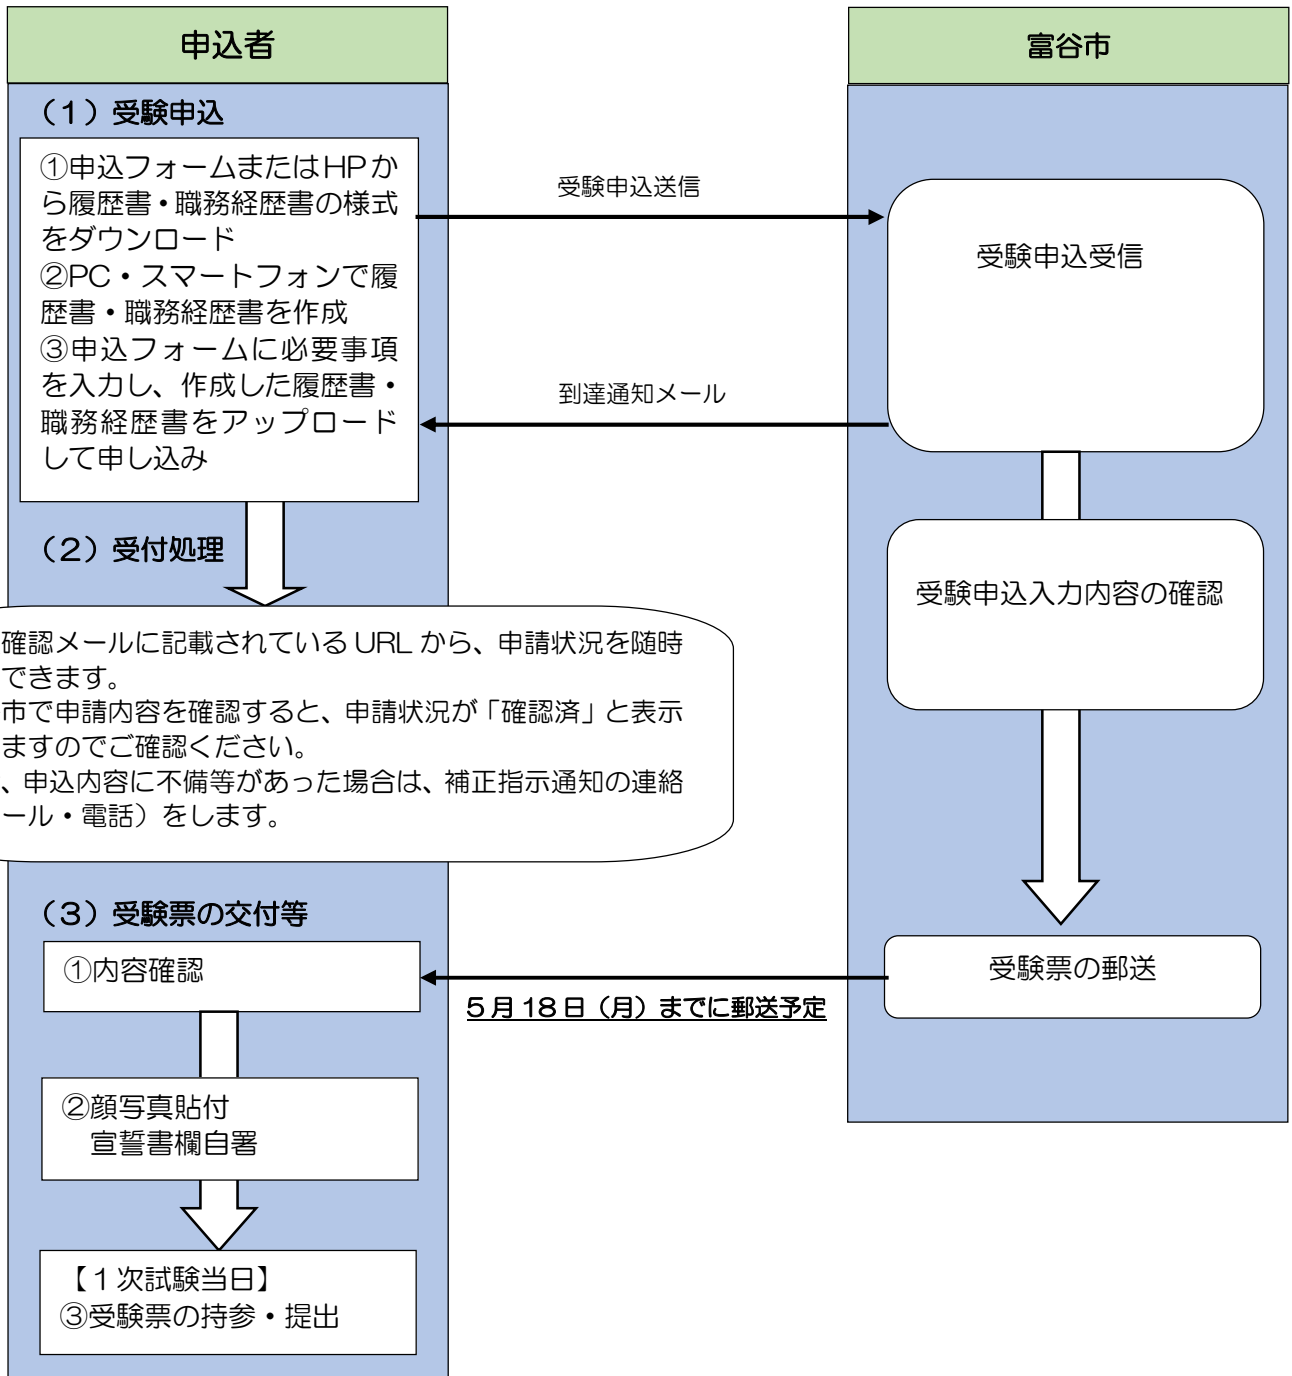 申込者
富谷市
（1）受験申込
①申込フォームまたはHPか
ら履歴書・職務経歴書の様式
をダウンロード
②PC・スマートフォンで履
歴書・職務経歴書を作成
③申込フォームに必要事項
を入力し、作成した履歴書・
職務経歴書をアップロード
して申し込み
受験申込送信
受験申込受信
到達通知メール
（2）受付処理
受験申込入力内容の確認
確認メールに記載されているURLから、申請状況を随時
できます。
市で申請内容を確認すると、申請状況が「確認済」と表示
ますのでご確認ください。
、申込内容に不備等があった場合は、補正指示通知の連絡
ール・電話）をします。
（3）受験票の交付等
①内容確認
受験票の郵送
5月18日（月）までに郵送予定
②顔写真貼付
宣誓書欄自署
【1次試験当日】
③受験票の持参・提出